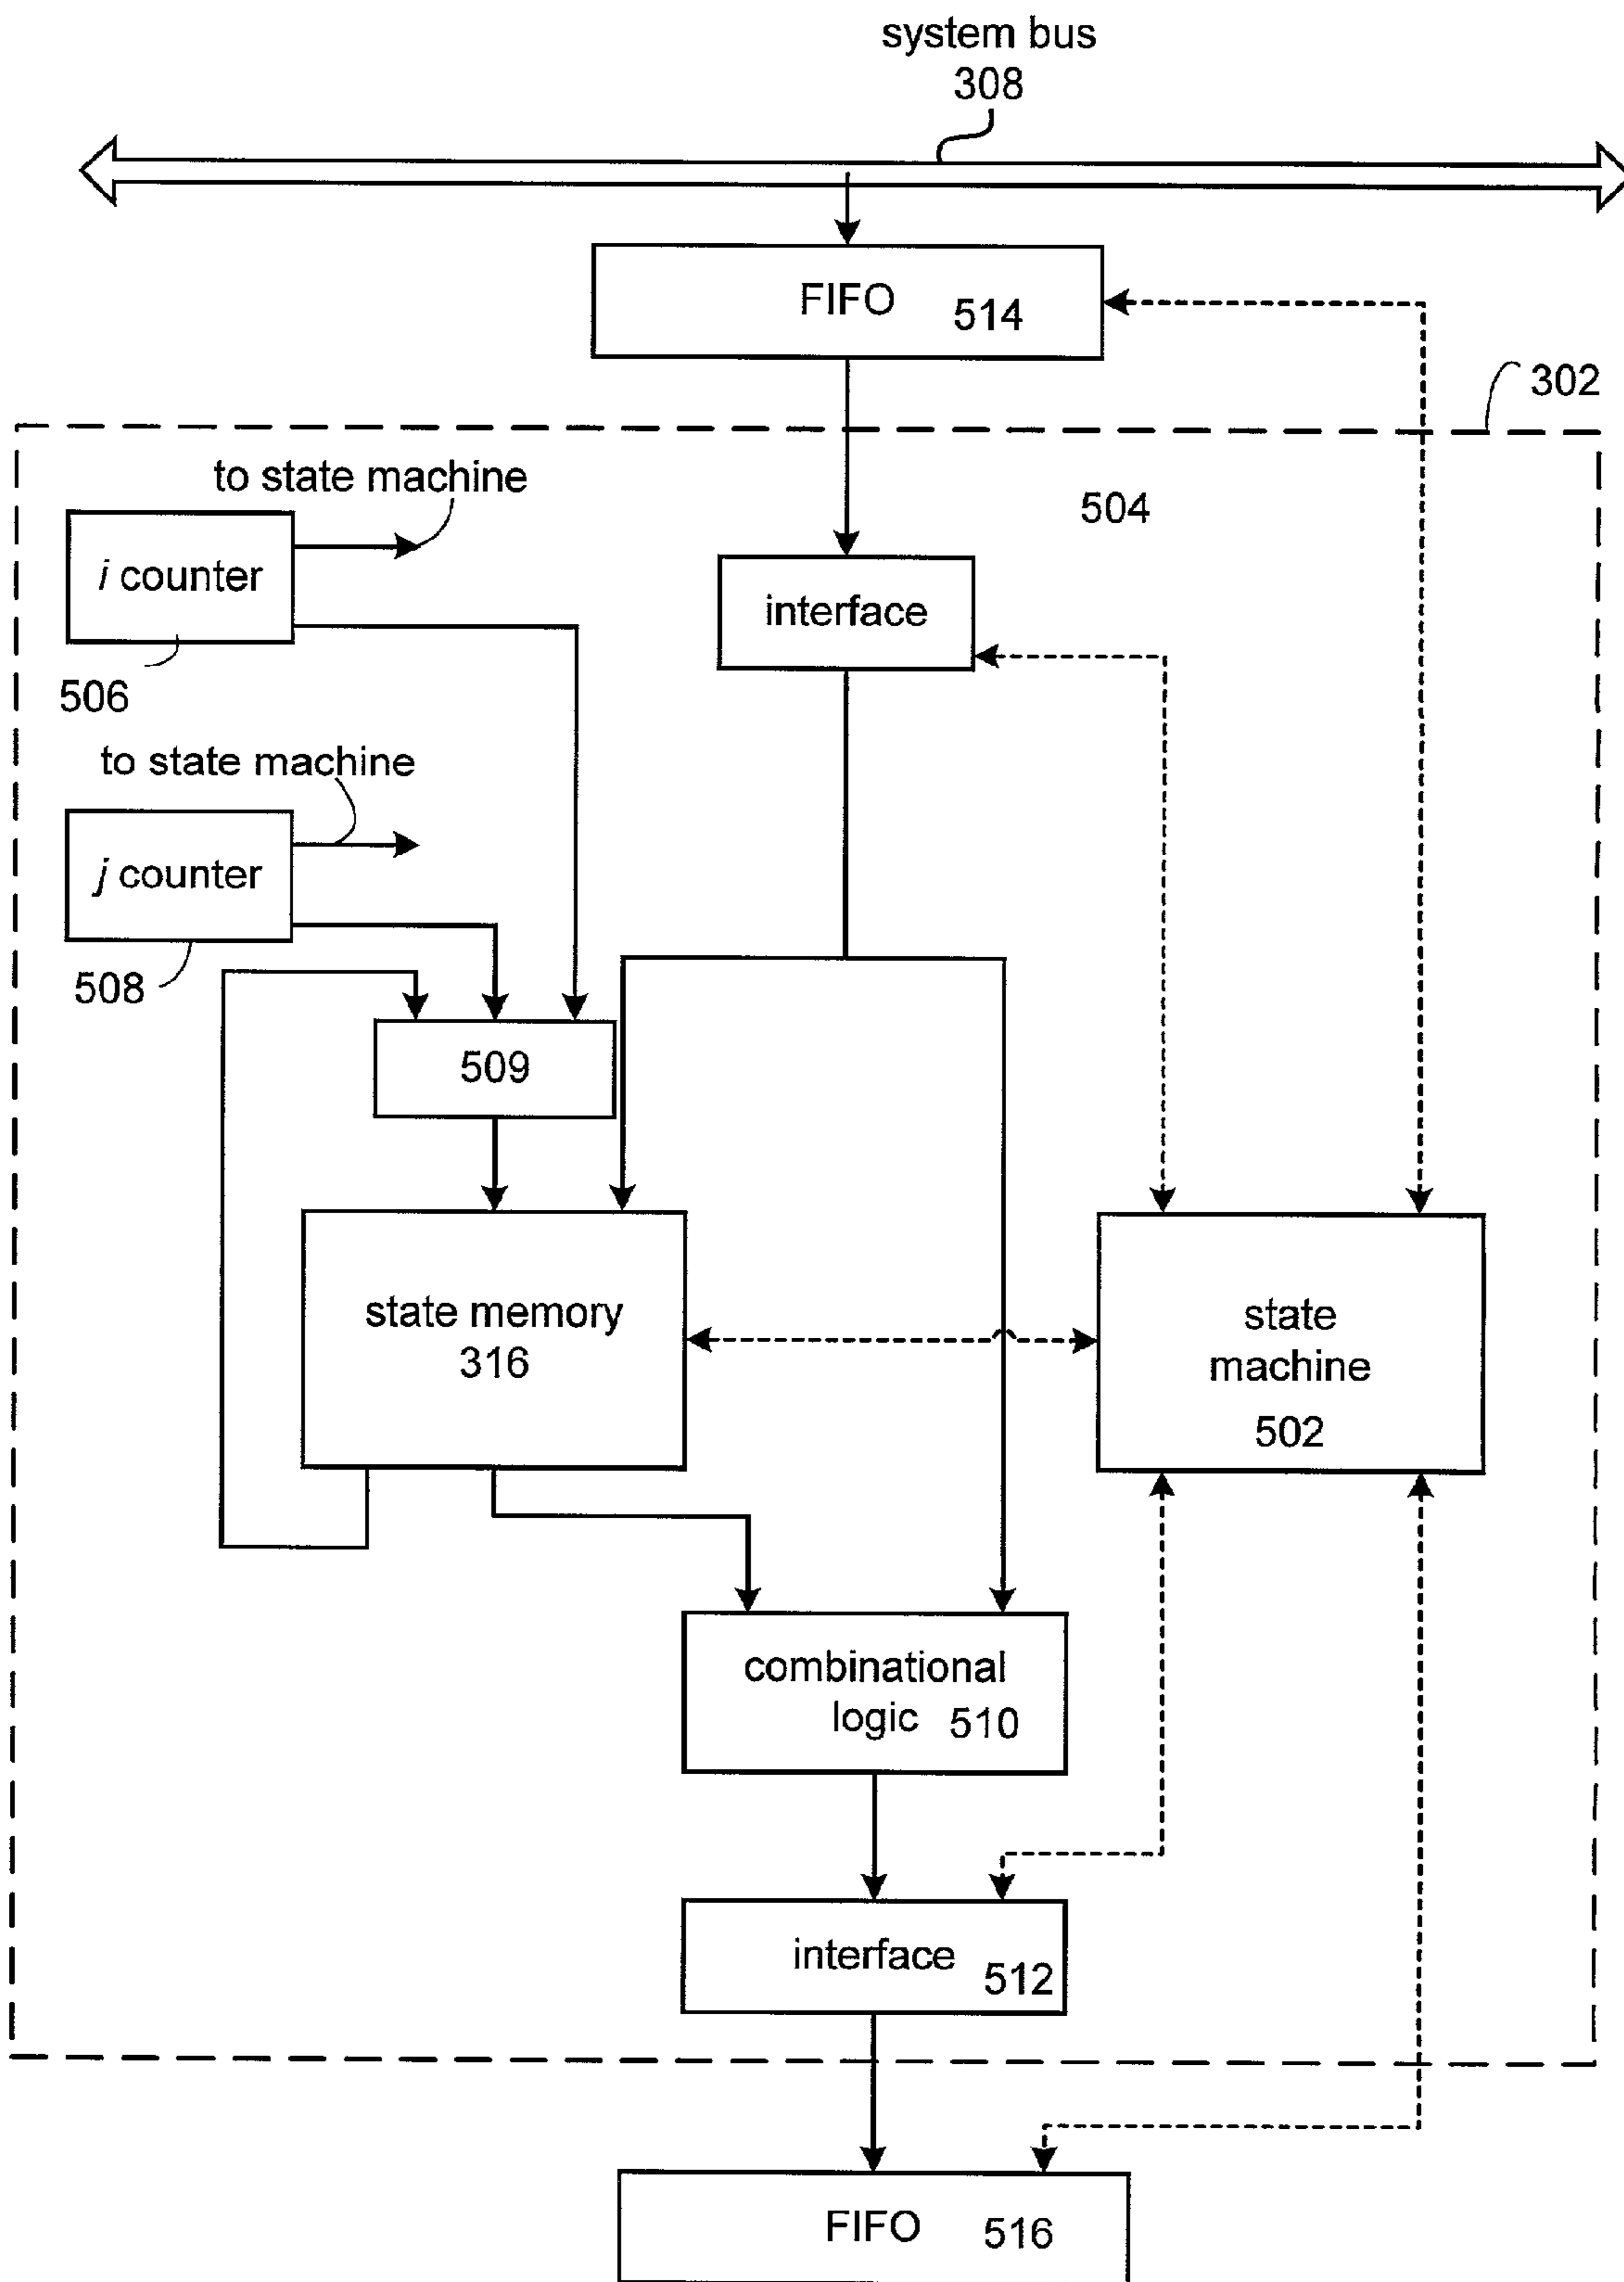 system bus
308
FIFO 514
302
to state machine
504
i counter
interface
506
to state machine
j counter
508
509
state memory
316
state
machine
502
combinational
logic 510
interface 512
FIFO 516